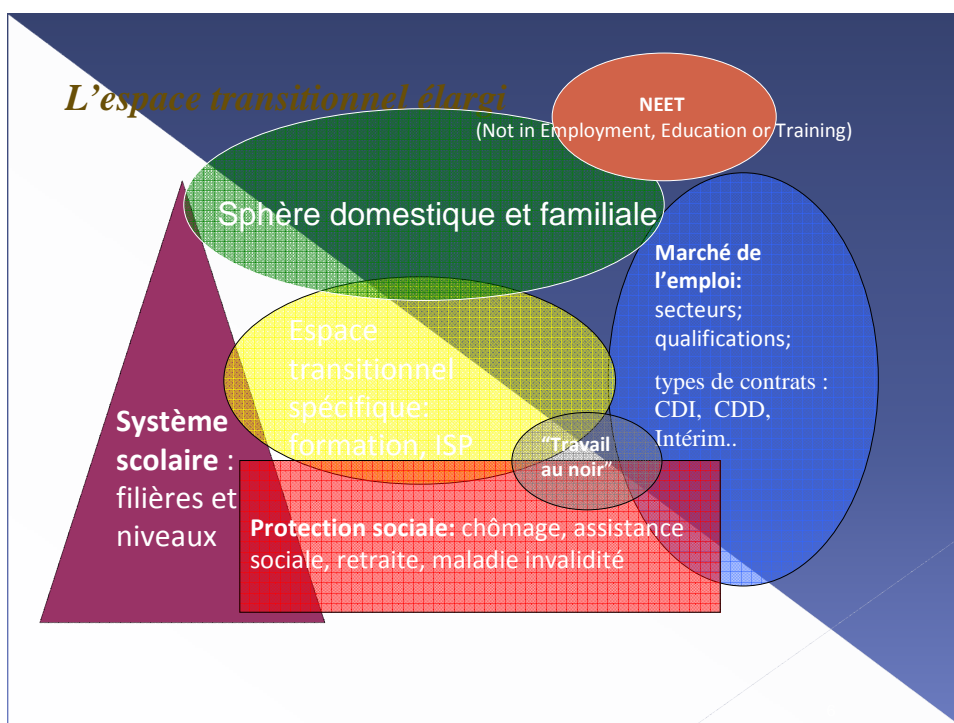 L'espace transitionnel élargi
NEET
(Not in Employment, Education or Training)
Sphère domestique et familiale
Marché de
l'emploi:
secteurs;
qualifications;
types de contrats :
CDI, CDD,
Intérim..
Espace
transitionnel
spécifique:
formation, ISP
Système
scolaire :
filières et
niveaux
"Travail
au noir"
Protection sociale: chômage, assistance
sociale, retraite, maladie invalidité